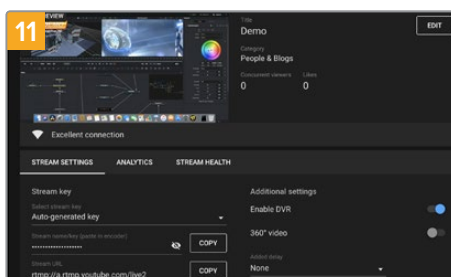 11
PREVIEW
Title
Demo
EDIT
Category
People & Blogs
Concurrent viewers Likes
0 0
Excellent connection
STREAM SETTINGS ANALYTICS STREAM HEALTH
Stream key
Additional settings
Select stream key
Auto-generated key
Enable DVR
Stream name/key (paste in encoder)
•••••••••••••••••••
COPY
360° video
Stream URL
rtmp://a.rtmp.youtube.com/live2
COPY
Added delay
None